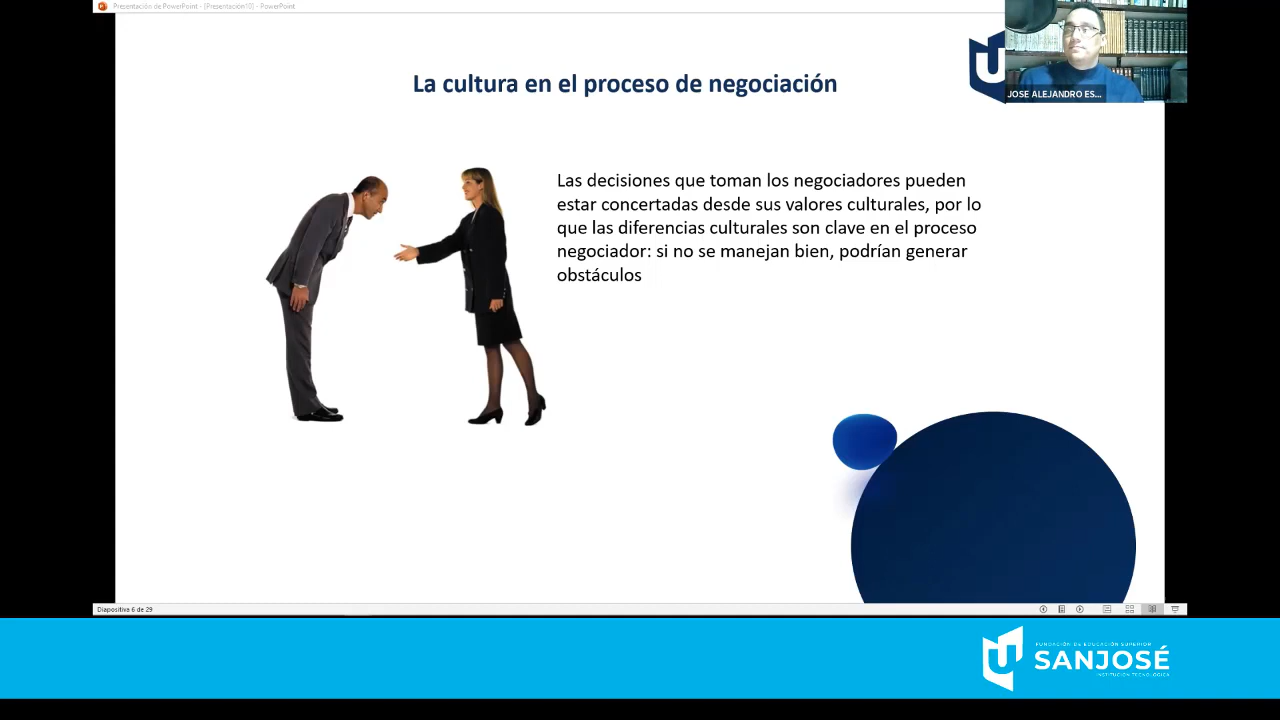 Presentación de PowerPoint - [Presentación10] - PowerPoint
La cultura en el proceso de negociación
JOSE ALEJANDRO ES...
Las decisiones que toman los negociadores pueden
estar concertadas desde sus valores culturales, por lo
que las diferencias culturales son clave en el proceso
negociador: si no se manejan bien, podrían generar
obstáculos
Diapositiva 6 de 29
FUNDACIÓN DE EDUCACIÓN SUPERIOR
SANJOSÉ
INSTITUCIÓN TECNOLÓGICA